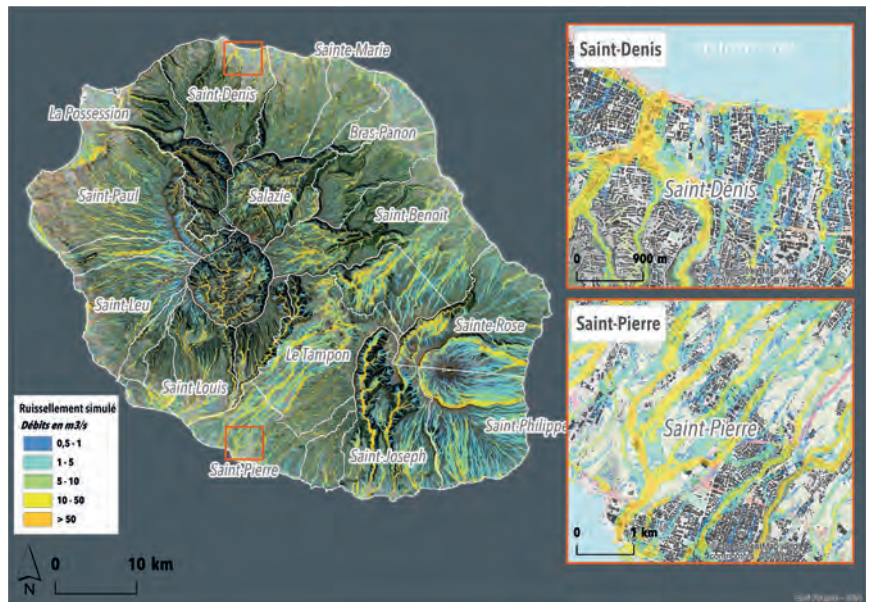 Sainte-Marie
Saint-Denis
La Possession
Bras-Panon
Saint-Paul
Salazie
Saint-Benoît
Saint-Leu
Sainte-Rose
Le Tampon
Saint-Louis
Saint-Philippe
Saint-Joseph
Saint-Pierre
Ruissellement simulé
Débits en m3/s
0,5 - 1
1 - 5
5 - 10
10 - 50
> 50
N
0 10 km
Saint-Denis
Saint-Denis
0 900 m
Saint-Pierre
Saint-Pierre
0 1 km